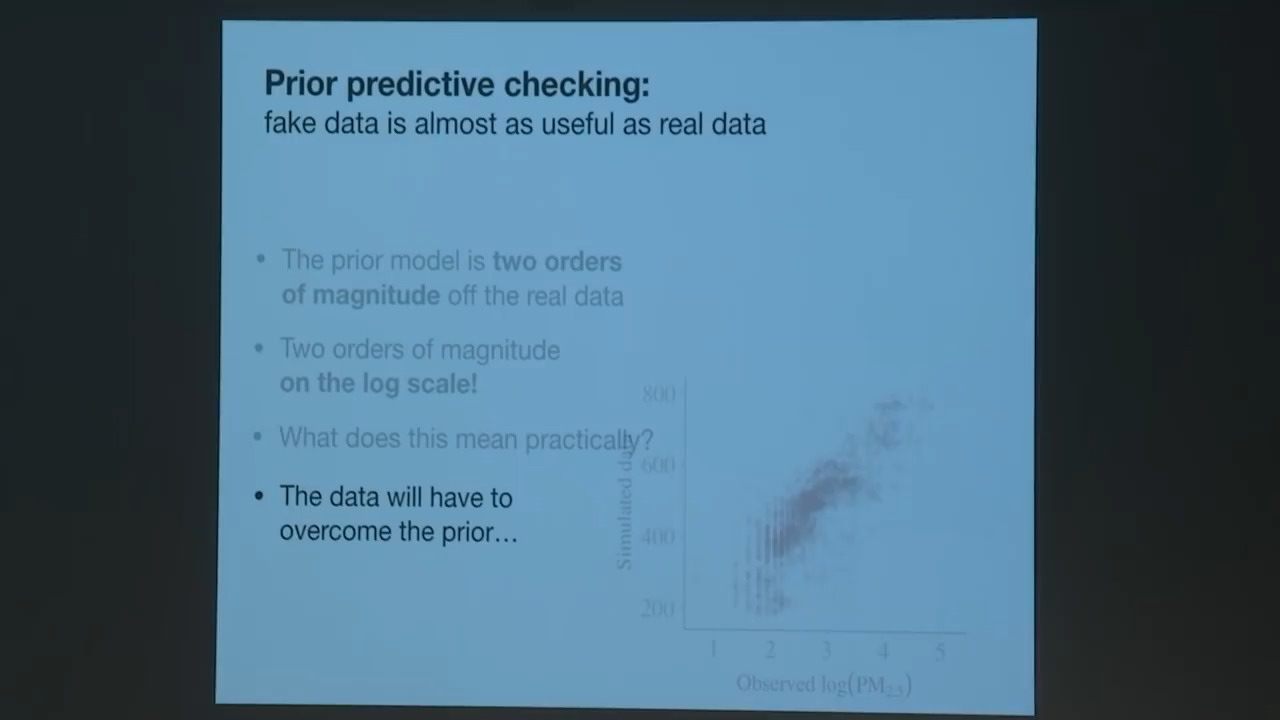 Prior predictive checking:
fake data is almost as useful as real data
• The prior model is two orders
of magnitude off the real data
• Two orders of magnitude
on the log scale!
• What does this mean practically?
• The data will have to
overcome the prior…
800
600
400
200
Simulated data
1 2 3 4 5
Observed log(PM2.5)